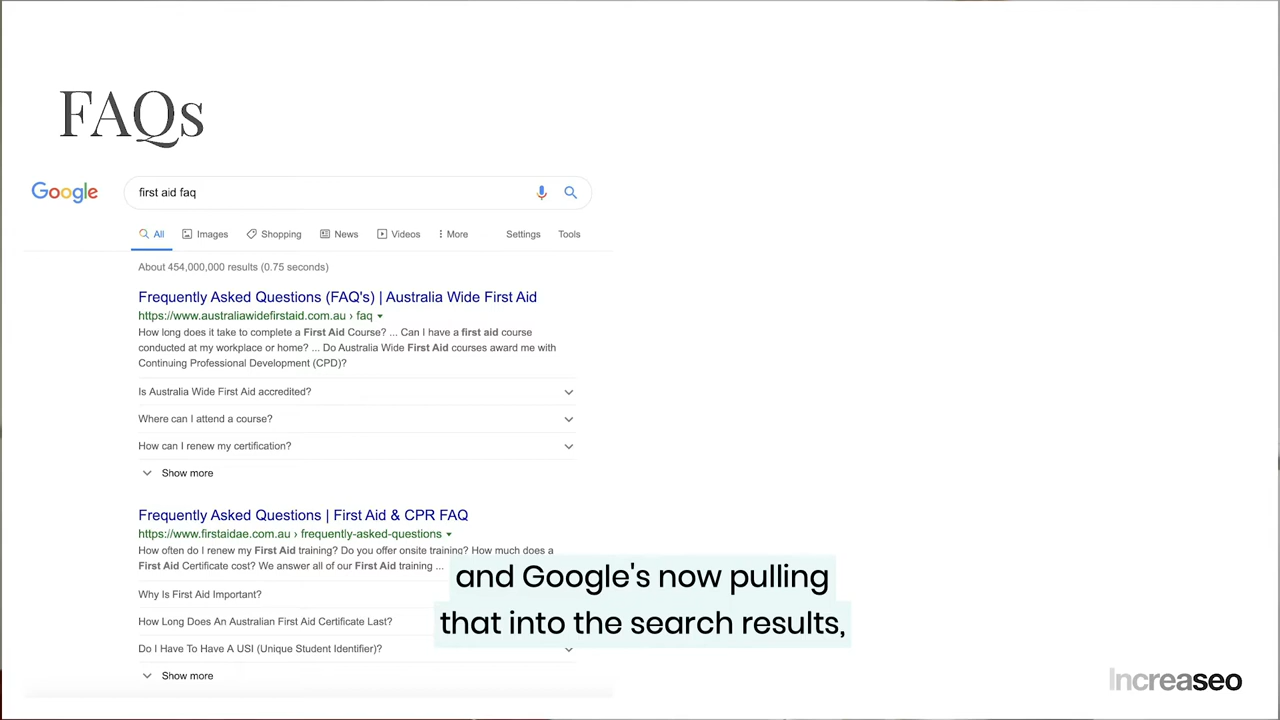 FAQs
Google
first aid faq
All Images Shopping News Videos More Settings Tools
About 454,000,000 results (0.75 seconds)
Frequently Asked Questions (FAQ's) | Australia Wide First Aid
https://www.australiawidefirstaid.com.au › faq
How long does it take to complete a First Aid Course? ... Can I have a first aid course
conducted at my workplace or home? ... Do Australia Wide First Aid courses award me with
Continuing Professional Development (CPD)?
Is Australia Wide First Aid accredited?
Where can I attend a course?
How can I renew my certification?
Show more
Frequently Asked Questions | First Aid & CPR FAQ
https://www.firstaidae.com.au › frequently-asked-questions
How often do I renew my First Aid training? Do you offer onsite training? How much does a
First Aid Certificate cost? We answer all of our First Aid training ...
Why Is First Aid Important?
How Long Does An Australian First Aid Certificate Last?
Do I Have To Have A USI (Unique Student Identifier)?
Show more
and Google's now pulling
that into the search results,
Increaseo